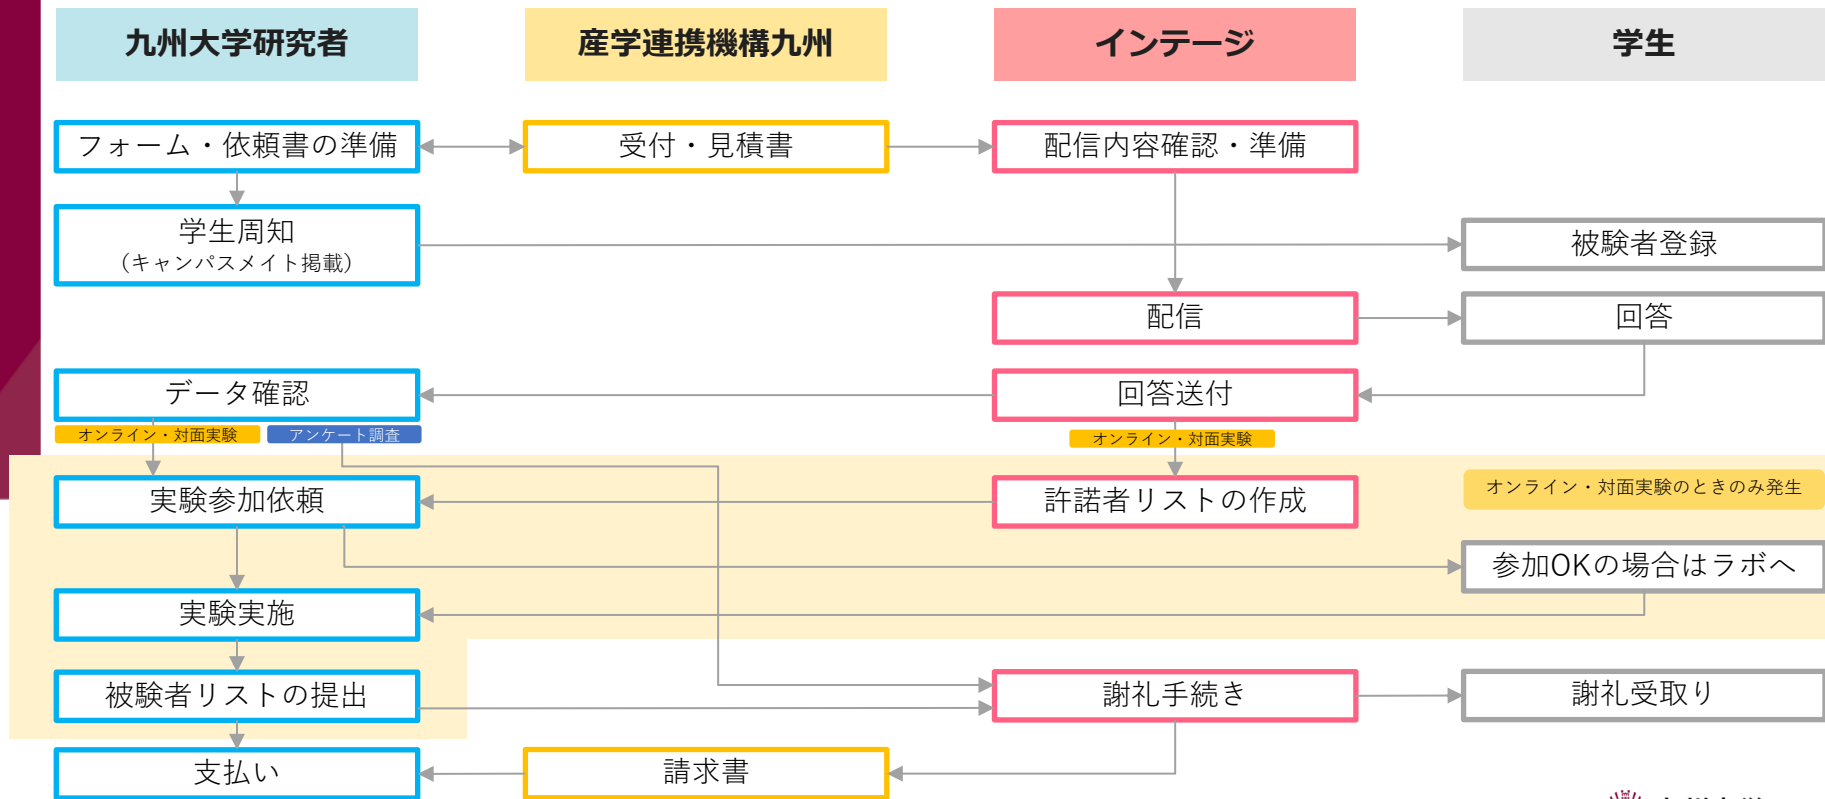 九州大学研究者
産学連携機構九州
インテージ
学生
フォーム・依頼書の準備
受付・見積書
配信内容確認・準備
学生周知
（キャンパスメイト掲載）
被験者登録
配信
回答
データ確認
回答送付
オンライン・対面実験
アンケート調査
オンライン・対面実験
実験参加依頼
許諾者リストの作成
オンライン・対面実験のときのみ発生
参加OKの場合はラボへ
実験実施
被験者リストの提出
謝礼手続き
謝礼受取り
支払い
請求書